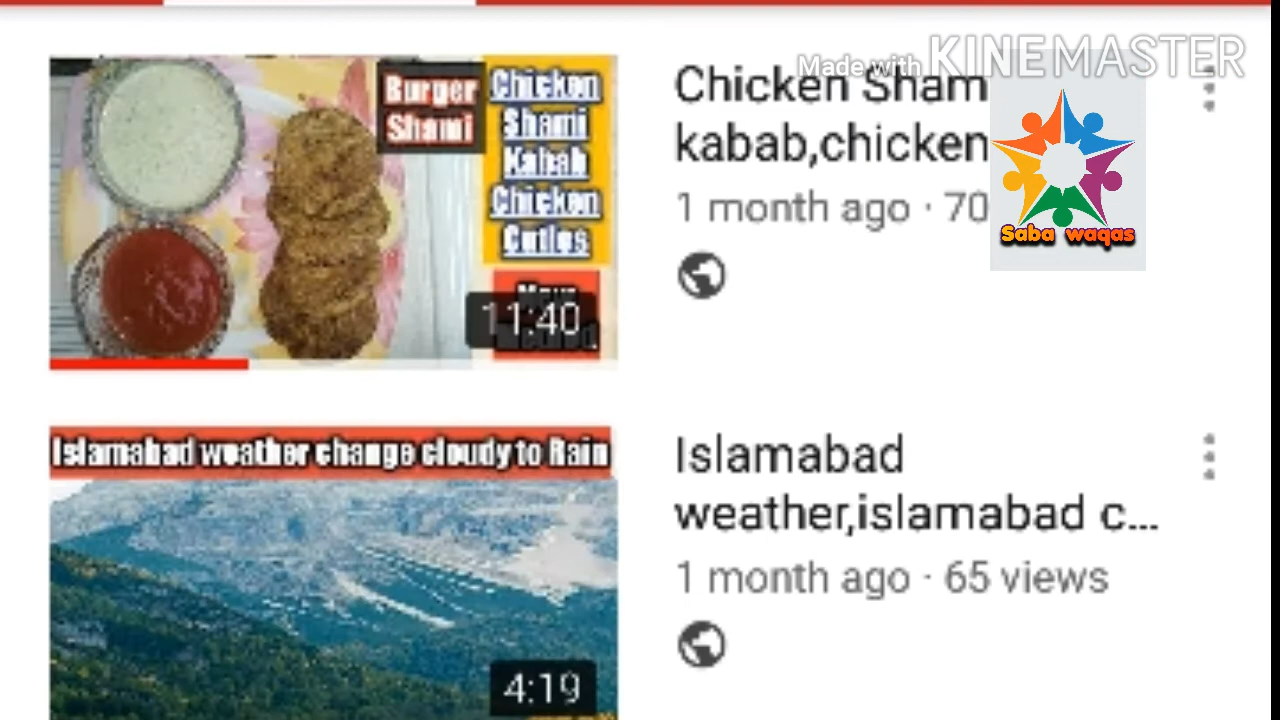 Made with KINEMASTER
Burger
Shami
Chicken
Shami
Kabab
Chicken
Cutlus
11:40
Chicken Sham
kabab,chicken
1 month ago · 70
Saba waqas
Islamabad weather change cloudy to Rain
4:19
Islamabad
weather,islamabad c...
1 month ago · 65 views